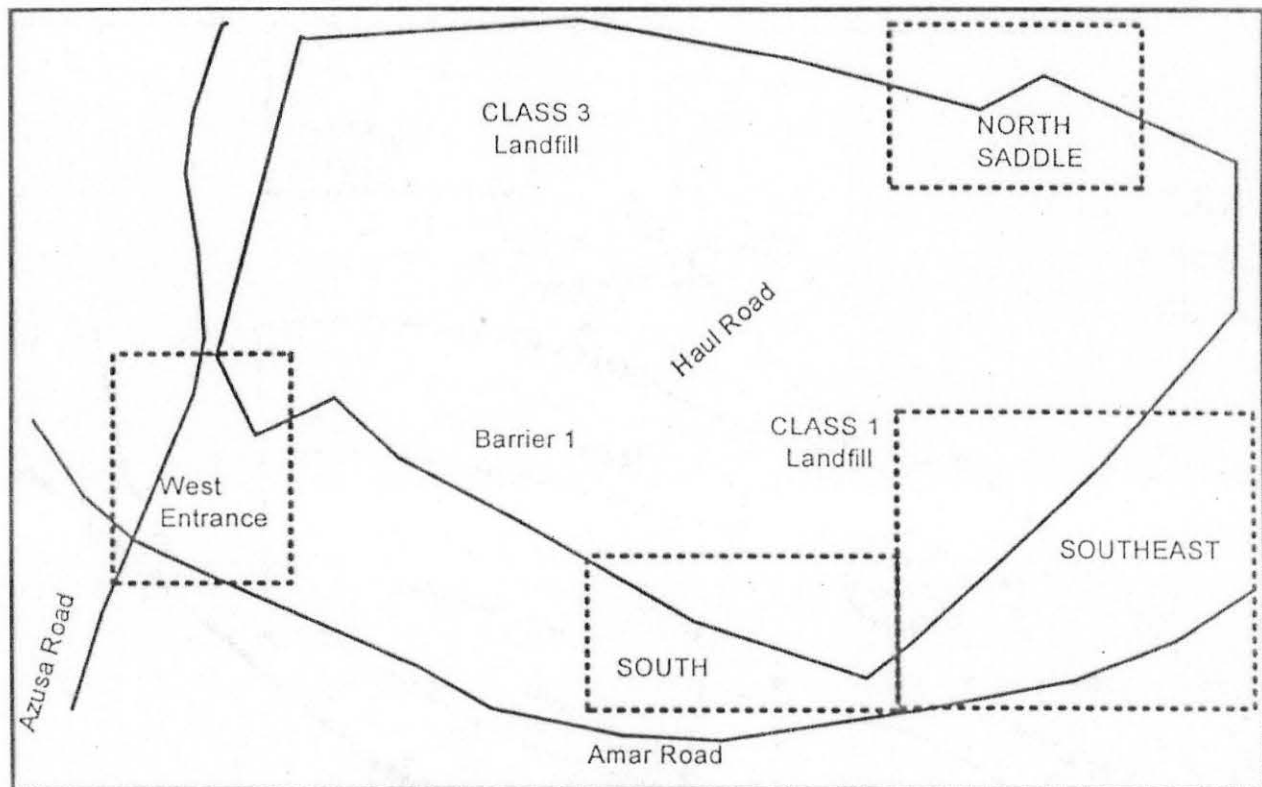 CLASS 3
Landfill
NORTH
SADDLE
Haul Road
CLASS 1
Landfill
Barrier 1
West
Entrance
SOUTHEAST
SOUTH
Azusa Road
Amar Road